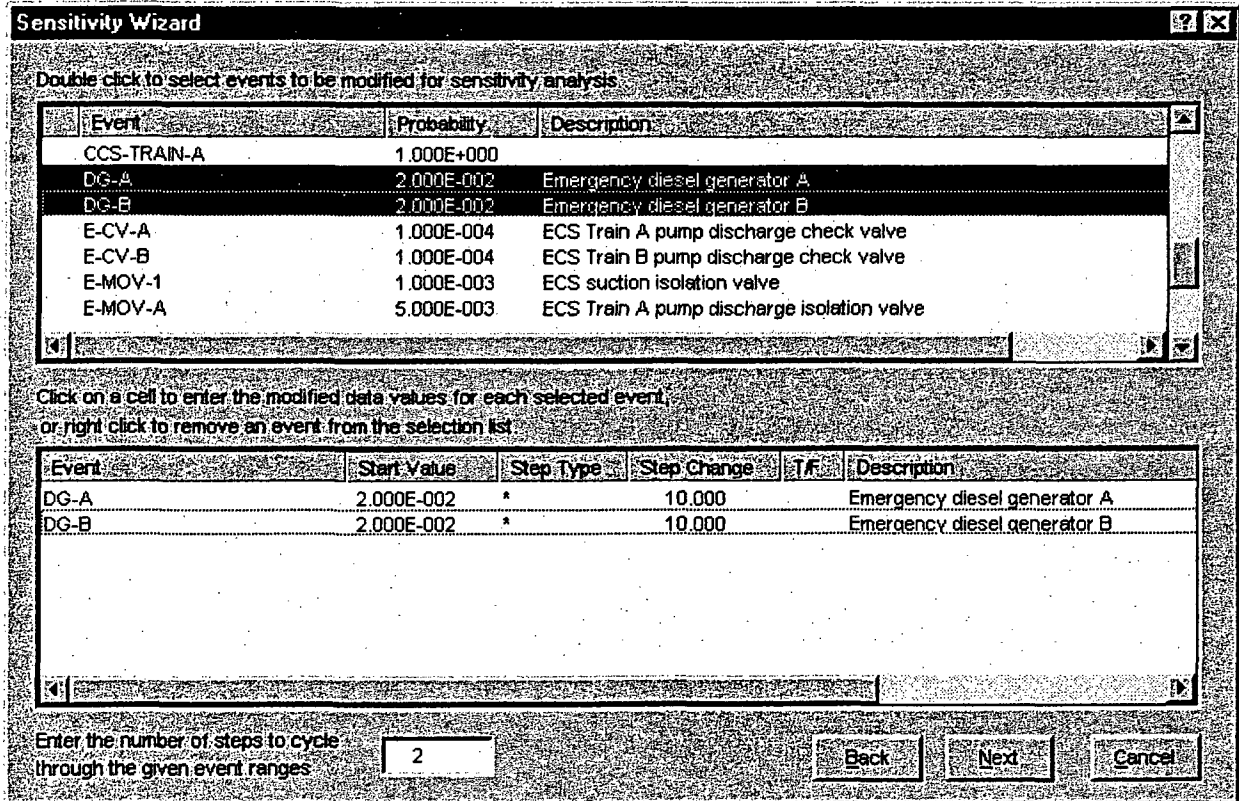 Sensitivity Wizard
Double click to select events to be modified for sensitivity analysis
Event Probability Description
CCS-TRAIN-A 1.000E+000
DG-A 2.000E-002 Emergency diesel generator A
DG-B 2.000E-002 Emergency diesel generator B
E-CV-A 1.000E-004 ECS Train A pump discharge check valve
E-CV-B 1.000E-004 ECS Train B pump discharge check valve
E-MOV-1 1.000E-003 ECS suction isolation valve
E-MOV-A 5.000E-003 ECS Train A pump discharge isolation valve
Click on a cell to enter the modified data values for each selected event,
or right click to remove an event from the selection list
Event Start Value Step Type Step Change T/F Description
DG-A 2.000E-002 * 10.000 Emergency diesel generator A
DG-B 2.000E-002 * 10.000 Emergency diesel generator B
Enter the number of steps to cycle
through the given event ranges
2
Back Next Cancel